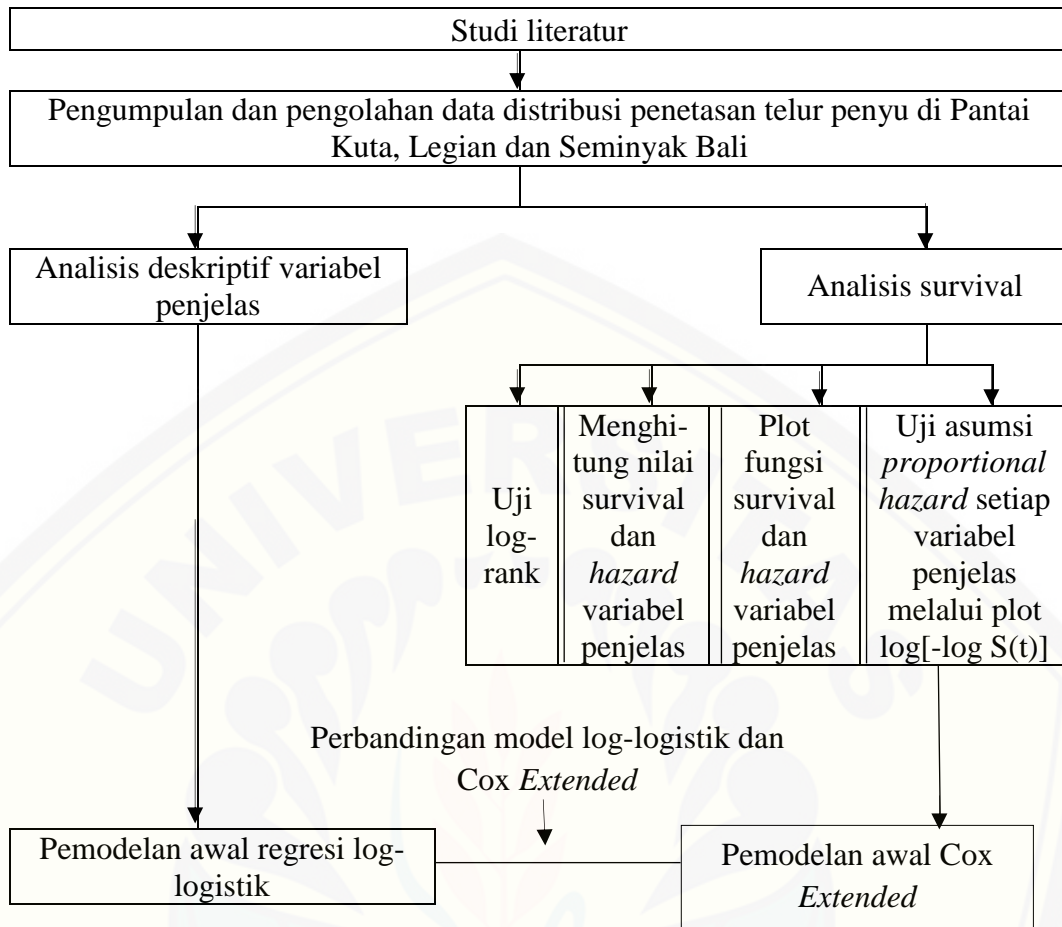 Studi literatur
Pengumpulan dan pengolahan data distribusi penetasan telur penyu di Pantai
Kuta, Legian dan Seminyak Bali
Analisis deskriptif variabel
penjelas
Analisis survival
Uji
log-
rank
Menghi-
tung nilai
survival
dan
hazard
variabel
penjelas
Plot
fungsi
survival
dan
hazard
variabel
penjelas
Uji asumsi
proportional
hazard setiap
variabel
penjelas
melalui plot
log[-log S(t)]
Perbandingan model log-logistik dan
Cox Extended
Pemodelan awal regresi log-
logistik
Pemodelan awal Cox
Extended
UNIVERSITAS